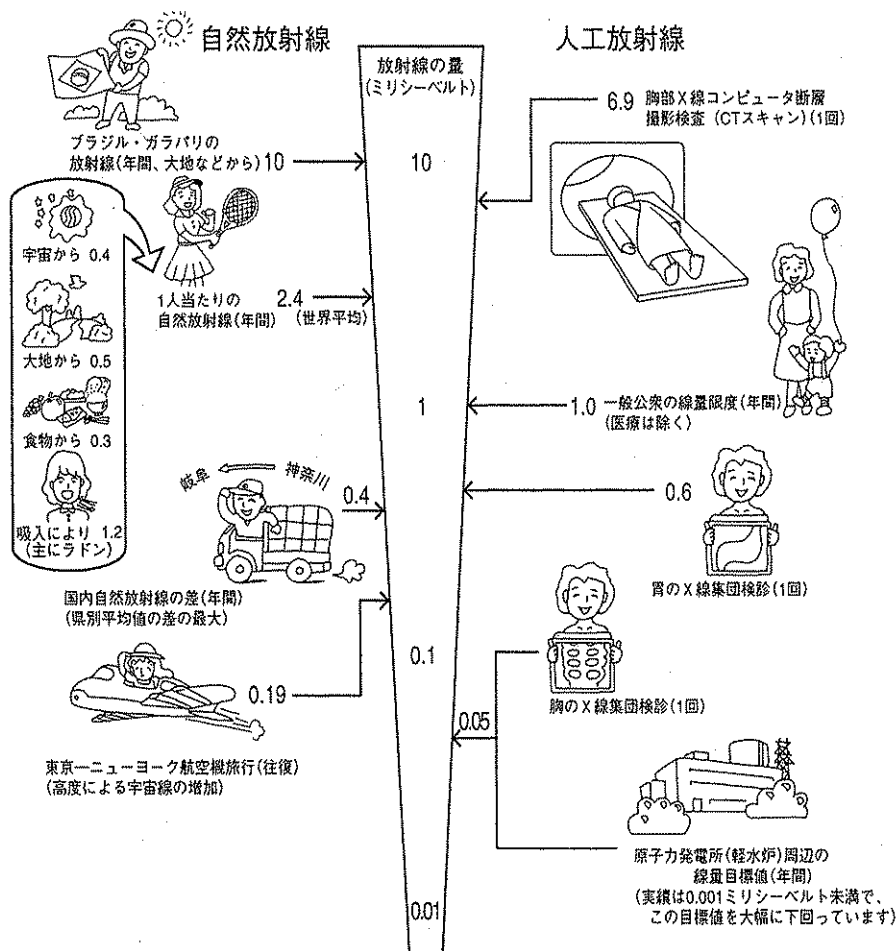 自然放射線
人工放射線
放射線の量
(ミリシーベルト)
10
1
0.1
0.01
ブラジル・ガラパリの
放射線(年間、大地などから) 10
宇宙から 0.4
大地から 0.5
食物から 0.3
吸入により 1.2
(主にラドン)
1人当たりの
自然放射線(年間)
2.4
(世界平均)
岐阜
神奈川
0.4
国内自然放射線の差(年間)
(県別平均値の差の最大)
0.19
東京―ニューヨーク航空機旅行(往復)
(高度による宇宙線の増加)
6.9 胸部X線コンピュータ断層
撮影検査 (CTスキャン)(1回)
1.0 一般公衆の線量限度(年間)
(医療は除く)
0.6
胃のX線集団検診(1回)
胸のX線集団検診(1回)
0.05
原子力発電所(軽水炉)周辺の
線量目標値(年間)
(実績は0.001ミリシーベルト未満で、
この目標値を大幅に下回っています)